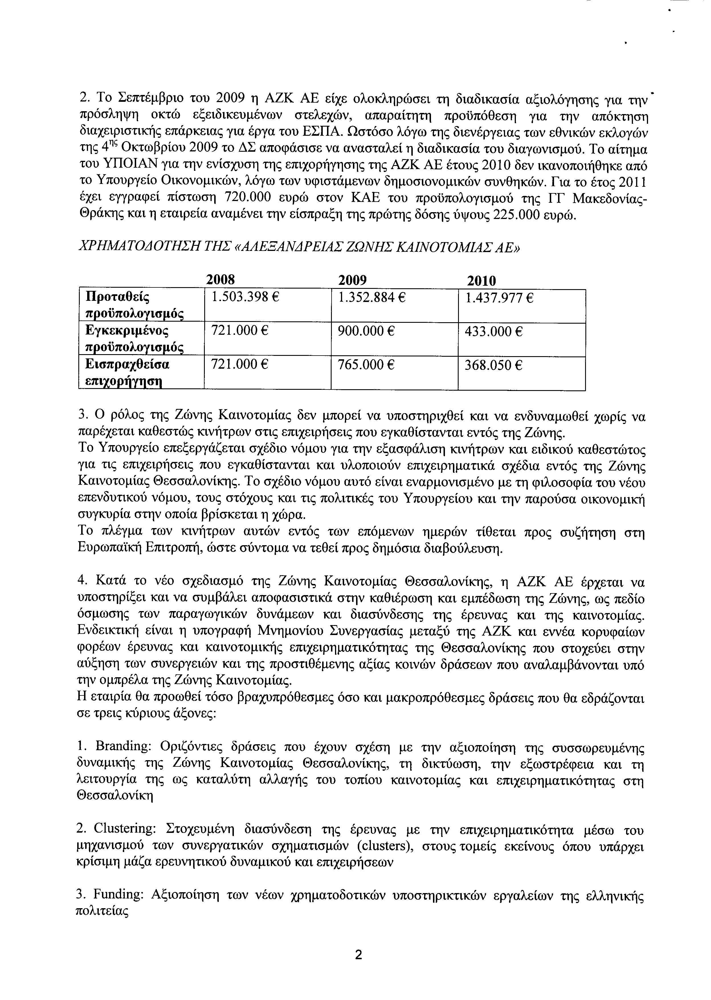 2. Το Σεπτέμβριο του 2009 η ΑΖΚ ΑΕ είχε ολοκληρώσει τη διαδικασία αξιολόγησης για την
πρόσληψη οκτώ εξειδικευμένων στελεχών, απαραίτητη προϋπόθεση για την απόκτηση
διαχειριστικής επάρκειας για έργα του ΕΣΠΑ. Ωστόσο λόγω της διενέργειας των εθνικών εκλογών
της 4ης Οκτωβρίου 2009 το ΔΣ αποφάσισε να ανασταλεί η διαδικασία του διαγωνισμού. Το αίτημα
του ΥΠΟΙΑΝ για την ενίσχυση της επιχορήγησης της ΑΖΚ ΑΕ έτους 2010 δεν ικανοποιήθηκε από
το Υπουργείο Οικονομικών, λόγω των υφιστάμενων δημοσιονομικών συνθηκών. Για το έτος 2011
έχει εγγραφεί πίστωση 720.000 ευρώ στον ΚΑΕ του προϋπολογισμού της ΓΓ Μακεδονίας-
Θράκης και η εταιρεία αναμένει την είσπραξη της πρώτης δόσης ύψους 225.000 ευρώ.
ΧΡΗΜΑΤΟΔΟΤΗΣΗ ΤΗΣ «ΑΛΕΞΑΝΔΡΕΙΑΣ ΖΩΝΗΣ ΚΑΙΝΟΤΟΜΙΑΣ ΑΕ»
2008 2009 2010
Προταθείς 1.503.398 € 1.352.884 € 1.437.977 €
προϋπολογισμός
Εγκεκριμένος 721.000 € 900.000 € 433.000 €
προϋπολογισμός
Εισπραχθείσα 721.000 € 765.000 € 368.050 €
επιχορήγηση
3. Ο ρόλος της Ζώνης Καινοτομίας δεν μπορεί να υποστηριχθεί και να ενδυναμωθεί χωρίς να
παρέχεται καθεστώς κινήτρων στις επιχειρήσεις που εγκαθίστανται εντός της Ζώνης.
Το Υπουργείο επεξεργάζεται σχέδιο νόμου για την εξασφάλιση κινήτρων και ειδικού καθεστώτος
για τις επιχειρήσεις που εγκαθίστανται και υλοποιούν επιχειρηματικά σχέδια εντός της Ζώνης
Καινοτομίας Θεσσαλονίκης. Το σχέδιο νόμου αυτό είναι εναρμονισμένο με τη φιλοσοφία του νέου
επενδυτικού νόμου, τους στόχους και τις πολιτικές του Υπουργείου και την παρούσα οικονομική
συγκυρία στην οποία βρίσκεται η χώρα.
Το πλέγμα των κινήτρων αυτών εντός των επόμενων ημερών τίθεται προς συζήτηση στη
Ευρωπαϊκή Επιτροπή, ώστε σύντομα να τεθεί προς δημόσια διαβούλευση.
4. Κατά το νέο σχεδιασμό της Ζώνης Καινοτομίας Θεσσαλονίκης, η ΑΖΚ ΑΕ έρχεται να
υποστηρίξει και να συμβάλει αποφασιστικά στην καθιέρωση και εμπέδωση της Ζώνης, ως πεδίο
όσμωσης των παραγωγικών δυνάμεων και διασύνδεσης της έρευνας και της καινοτομίας.
Ενδεικτική είναι η υπογραφή Μνημονίου Συνεργασίας μεταξύ της ΑΖΚ και εννέα κορυφαίων
φορέων έρευνας και καινοτομικής επιχειρηματικότητας της Θεσσαλονίκης που στοχεύει στην
αύξηση των συνεργειών και της προστιθέμενης αξίας κοινών δράσεων που αναλαμβάνονται υπό
την ομπρέλα της Ζώνης Καινοτομίας.
Η εταιρία θα προωθεί τόσο βραχυπρόθεσμες όσο και μακροπρόθεσμες δράσεις που θα εδράζονται
σε τρεις κύριους άξονες:
1. Branding: Οριζόντιες δράσεις που έχουν σχέση με την αξιοποίηση της συσσωρευμένης
δυναμικής της Ζώνης Καινοτομίας Θεσσαλονίκης, τη δικτύωση, την εξωστρέφεια και τη
λειτουργία της ως καταλύτη αλλαγής του τοπίου καινοτομίας και επιχειρηματικότητας στη
Θεσσαλονίκη
2. Clustering: Στοχευμένη διασύνδεση της έρευνας με την επιχειρηματικότητα μέσω του
μηχανισμού των συνεργατικών σχηματισμών (clusters), στους τομείς εκείνους όπου υπάρχει
κρίσιμη μάζα ερευνητικού δυναμικού και επιχειρήσεων
3. Funding: Αξιοποίηση των νέων χρηματοδοτικών υποστηρικτικών εργαλείων της ελληνικής
πολιτείας
2